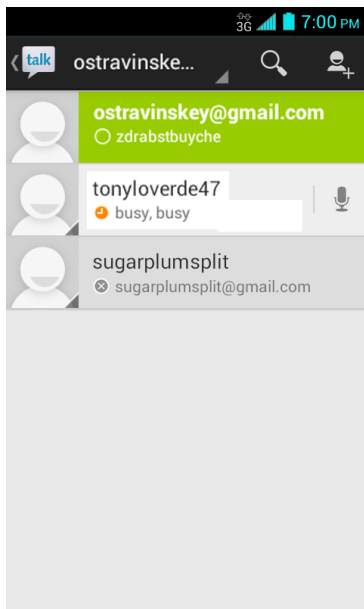 3G 7:00 PM
talk ostravinske...
ostravinskey@gmail.com
zdrabstbuyche
tonyloverde47
busy, busy
sugarplumsplit
sugarplumsplit@gmail.com